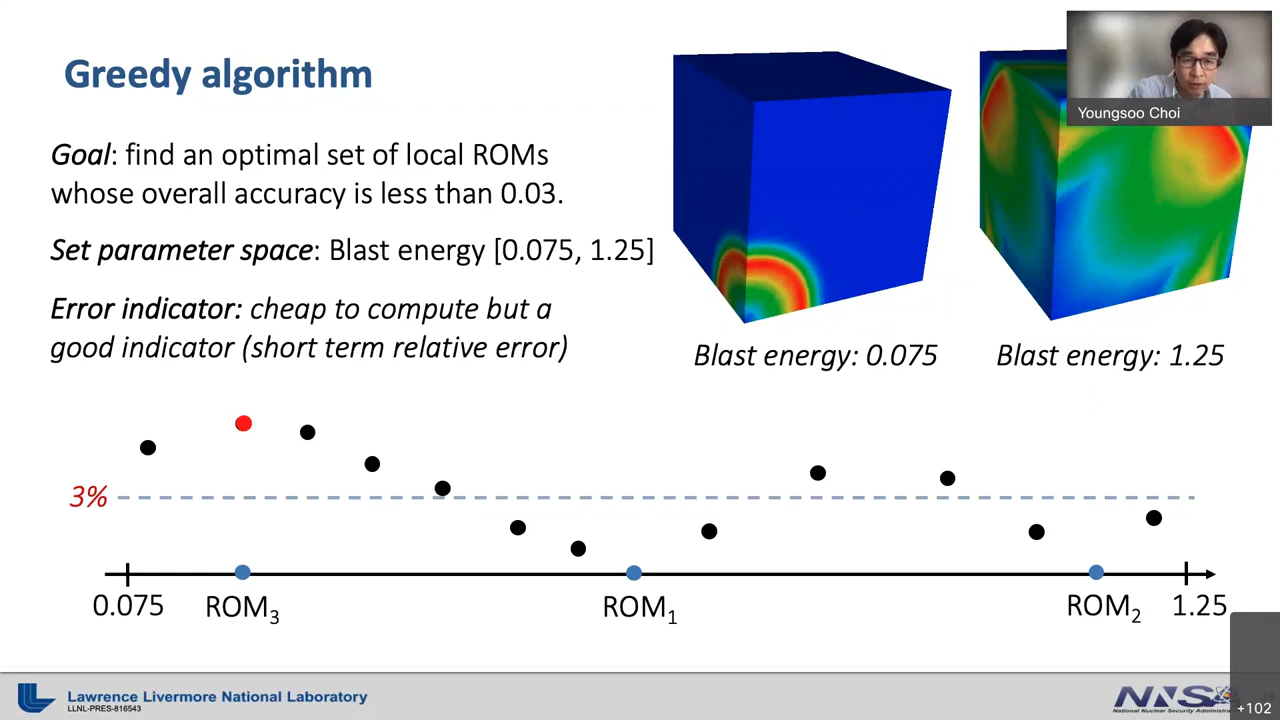 Greedy algorithm
Youngsoo Choi
Goal: find an optimal set of local ROMs
whose overall accuracy is less than 0.03.
Set parameter space: Blast energy [0.075, 1.25]
Error indicator: cheap to compute but a
good indicator (short term relative error)
Blast energy: 0.075
Blast energy: 1.25
3%
0.075
ROM₃
ROM₁
ROM₂
1.25
Lawrence Livermore National Laboratory
LLNL-PRES-816543
National Nuclear Security
+102